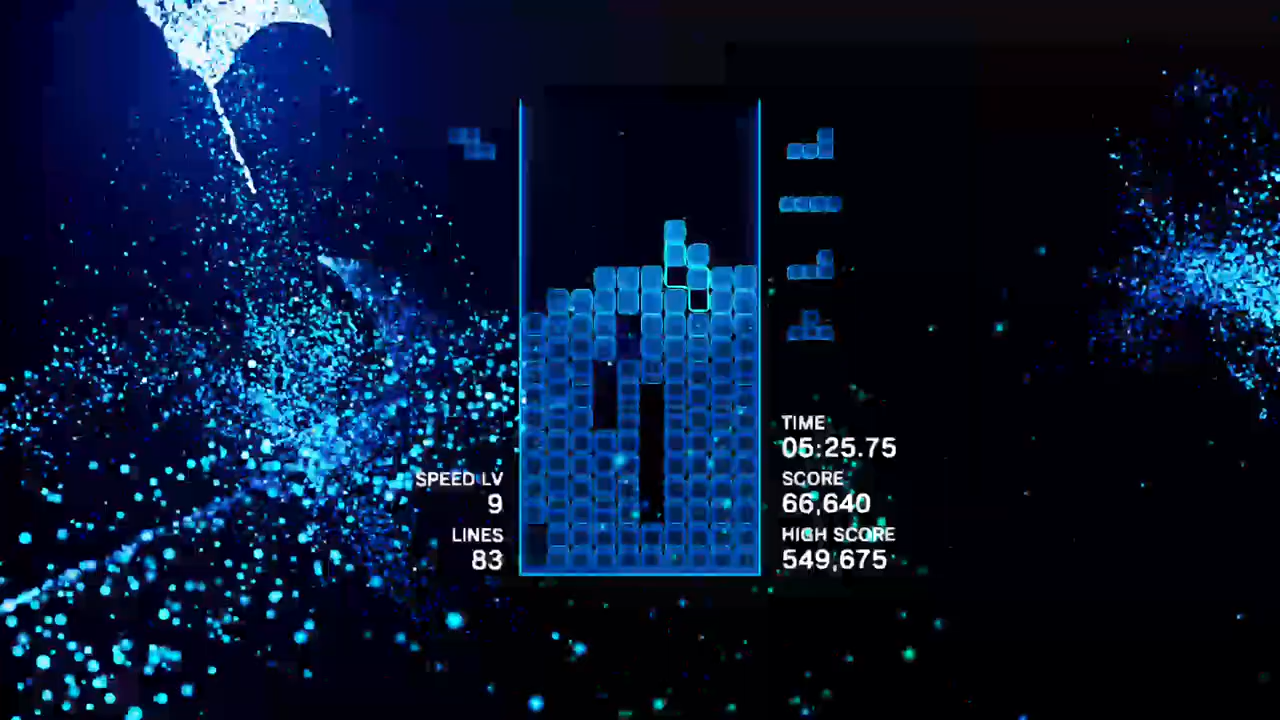 SPEED LV
9
LINES
83
TIME
05:25.75
SCORE
66,640
HIGH SCORE
549,675